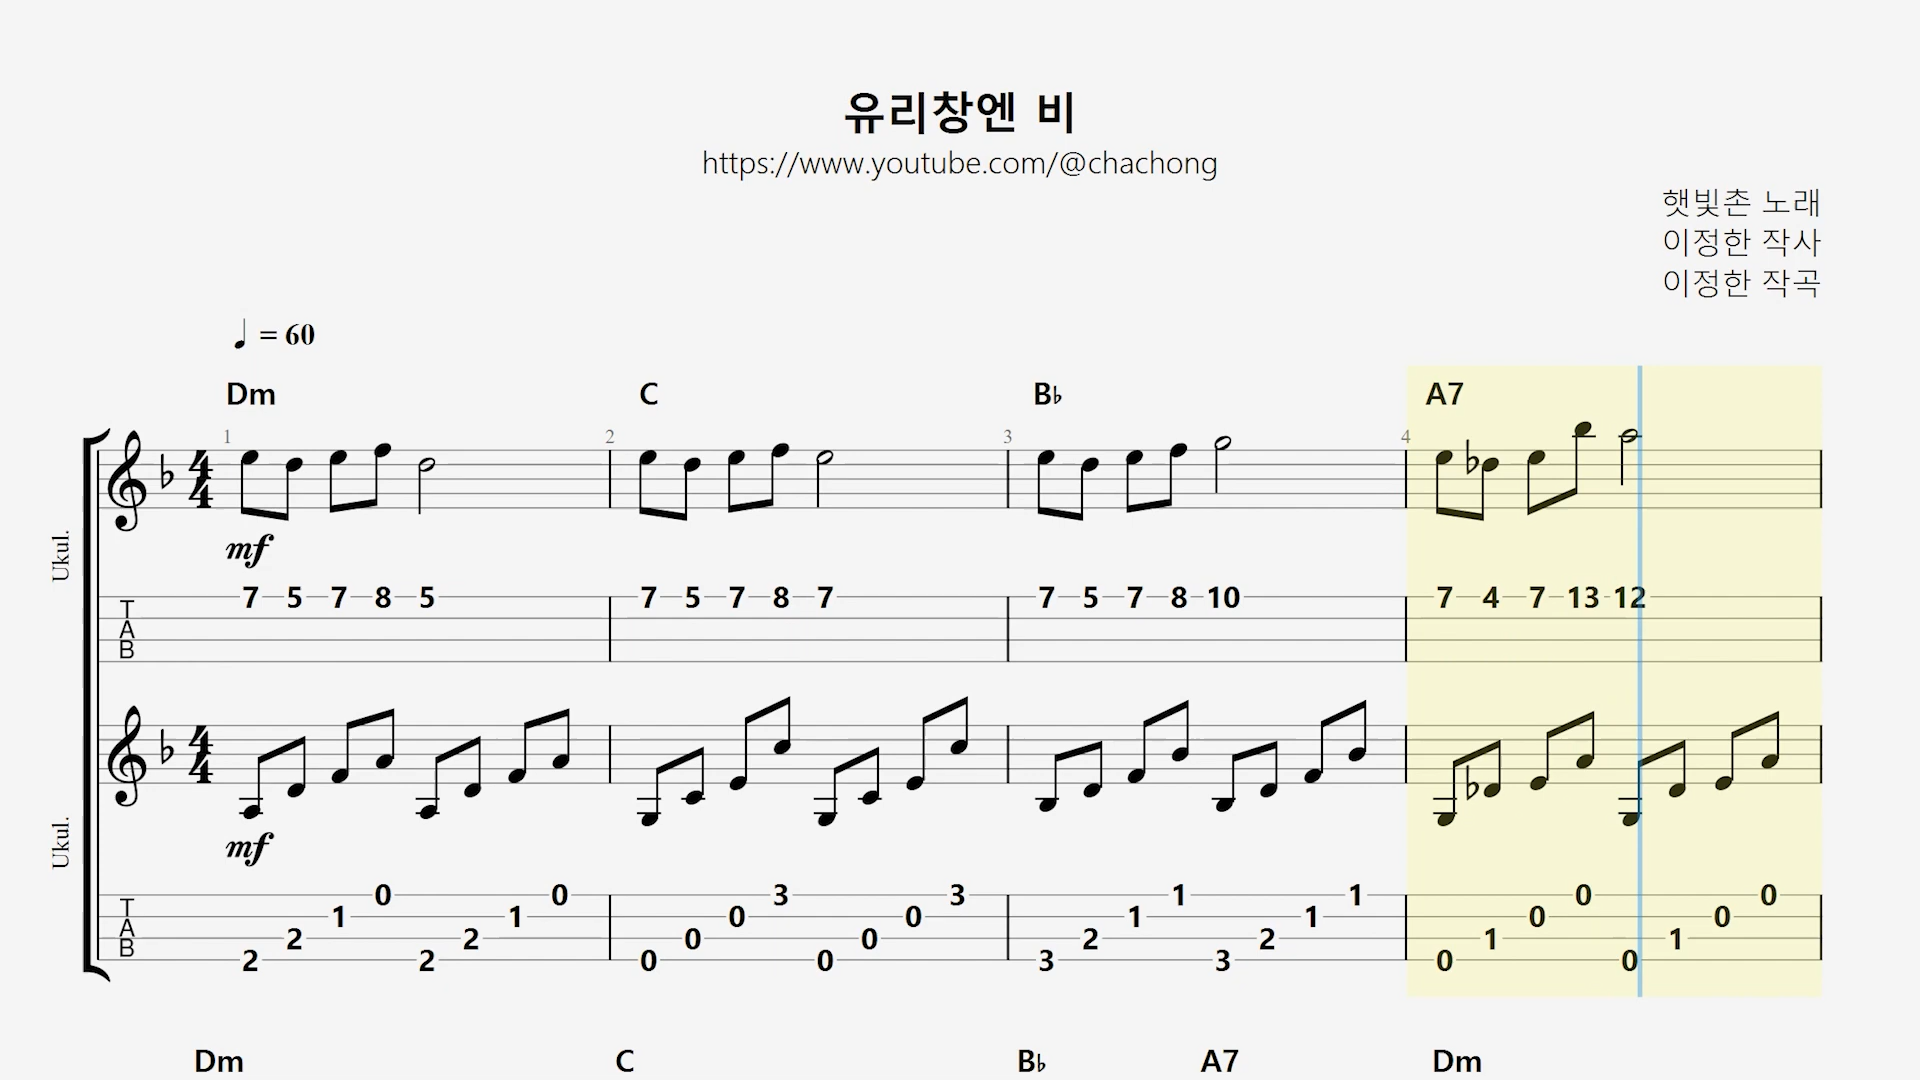 유리창엔 비
https://www.youtube.com/@chachong
햇빛촌 노래
이정한 작사
이정한 작곡
♩ = 60
Dm C B♭ A7
1 2 3 4
4 4
Ukul.
mf
7 5 7 8 5 7 5 7 8 7 7 5 7 8 10 7 4 7 13 12
T
A
B
4 4
Ukul.
mf
0 0 3 3 1 1 0 0
1 1 0 0 1 1 0 0
2 2 0 0 2 2 1 1
2 2 0 0 3 3 0 0
T
A
B
Dm C B♭ A7 Dm